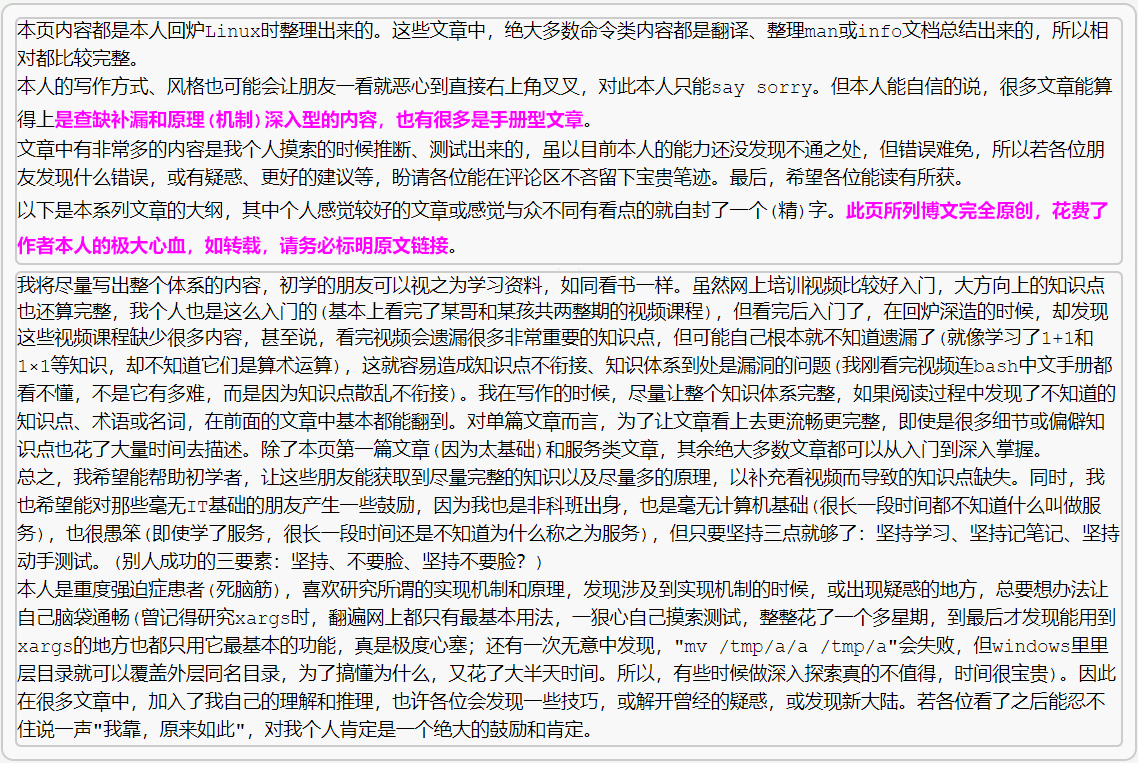 本页内容都是本人回炉Linux时整理出来的。这些文章中，绝大多数命令类内容都是翻译、整理man或info文档总结出来的，所以相
对都比较完整。
本人的写作方式、风格也可能会让朋友一看就恶心到直接右上角叉叉，对此本人只能say sorry。但本人能自信的说，很多文章能算
得上是查缺补漏和原理(机制)深入型的内容，也有很多是手册型文章。
文章中有非常多的内容是我个人摸索的时候推断、测试出来的，虽以目前本人的能力还没发现不通之处，但错误难免，所以若各位朋
友发现什么错误，或有疑惑、更好的建议等，盼请各位能在评论区不吝留下宝贵笔迹。最后，希望各位能读有所获。
以下是本系列文章的大纲，其中个人感觉较好的文章或感觉与众不同有看点的就自封了一个(精)字。此页所列博文完全原创，花费了
作者本人的极大心血，如转载，请务必标明原文链接。
我将尽量写出整个体系的内容，初学的朋友可以视之为学习资料，如同看书一样。虽然网上培训视频比较好入门，大方向上的知识点
也还算完整，我个人也是这么入门的(基本上看完了某哥和某孩共两整期的视频课程)，但看完后入门了，在回炉深造的时候，却发现
这些视频课程缺少很多内容，甚至说，看完视频会遗漏很多非常重要的知识点，但可能自己根本就不知道遗漏了(就像学习了1+1和
1×1等知识，却不知道它们是算术运算)，这就容易造成知识点不衔接、知识体系到处是漏洞的问题(我刚看完视频连bash中文手册都
看不懂，不是它有多难，而是因为知识点散乱不衔接)。我在写作的时候，尽量让整个知识体系完整，如果阅读过程中发现了不知道的
知识点、术语或名词，在前面的文章中基本都能翻到。对单篇文章而言，为了让文章看上去更流畅更完整，即使是很多细节或偏僻知
识点也花了大量时间去描述。除了本页第一篇文章(因为太基础)和服务类文章，其余绝大多数文章都可以从入门到深入掌握。
总之，我希望能帮助初学者，让这些朋友能获取到尽量完整的知识以及尽量多的原理，以补充看视频而导致的知识点缺失。同时，我
也希望能对那些毫无IT基础的朋友产生一些鼓励，因为我也是非科班出身，也是毫无计算机基础(很长一段时间都不知道什么叫做服
务)，也很愚笨(即使学了服务，很长一段时间还是不知道为什么称之为服务)，但只要坚持三点就够了：坚持学习、坚持记笔记、坚持
动手测试。(别人成功的三要素：坚持、不要脸、坚持不要脸？)
本人是重度强迫症患者(死脑筋)，喜欢研究所谓的实现机制和原理，发现涉及到实现机制的时候，或出现疑惑的地方，总要想办法让
自己脑袋通畅(曾记得研究xargs时，翻遍网上都只有最基本用法，一狠心自己摸索测试，整整花了一个多星期，到最后才发现能用到
xargs的地方也都只用它最基本的功能，真是极度心塞；还有一次无意中发现，"mv /tmp/a/a /tmp/a"会失败，但windows里里
层目录就可以覆盖外层同名目录，为了搞懂为什么，又花了大半天时间。所以，有些时候做深入探索真的不值得，时间很宝贵)。因此
在很多文章中，加入了我自己的理解和推理，也许各位会发现一些技巧，或解开曾经的疑惑，或发现新大陆。若各位看了之后能忍不
住说一声"我靠，原来如此"，对我个人肯定是一个绝大的鼓励和肯定。